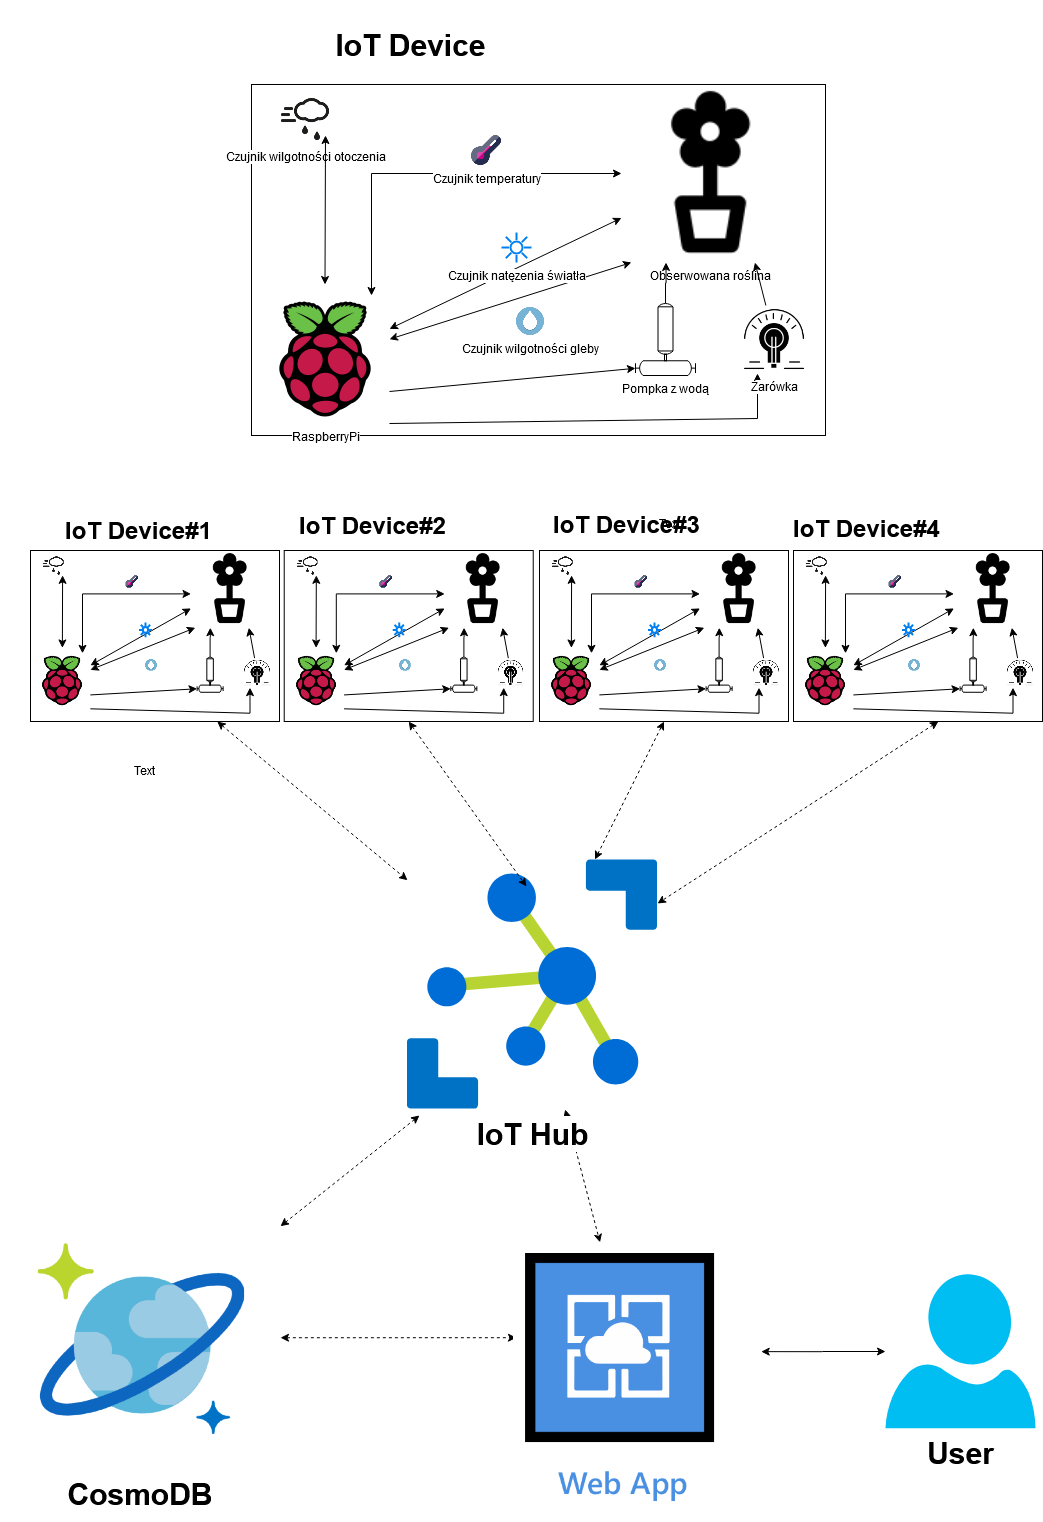 IoT Device
Czujnik wilgotności otoczenia
Czujnik temperatury
Czujnik natęzenia światła
Obserwowana roślina
Czujnik wilgotności gleby
Pompka z wodą
Żarówka
RaspberryPi
IoT Device#1
IoT Device#2
IoT Device#3
IoT Device#4
Text
IoT Hub
CosmoDB
Web App
User